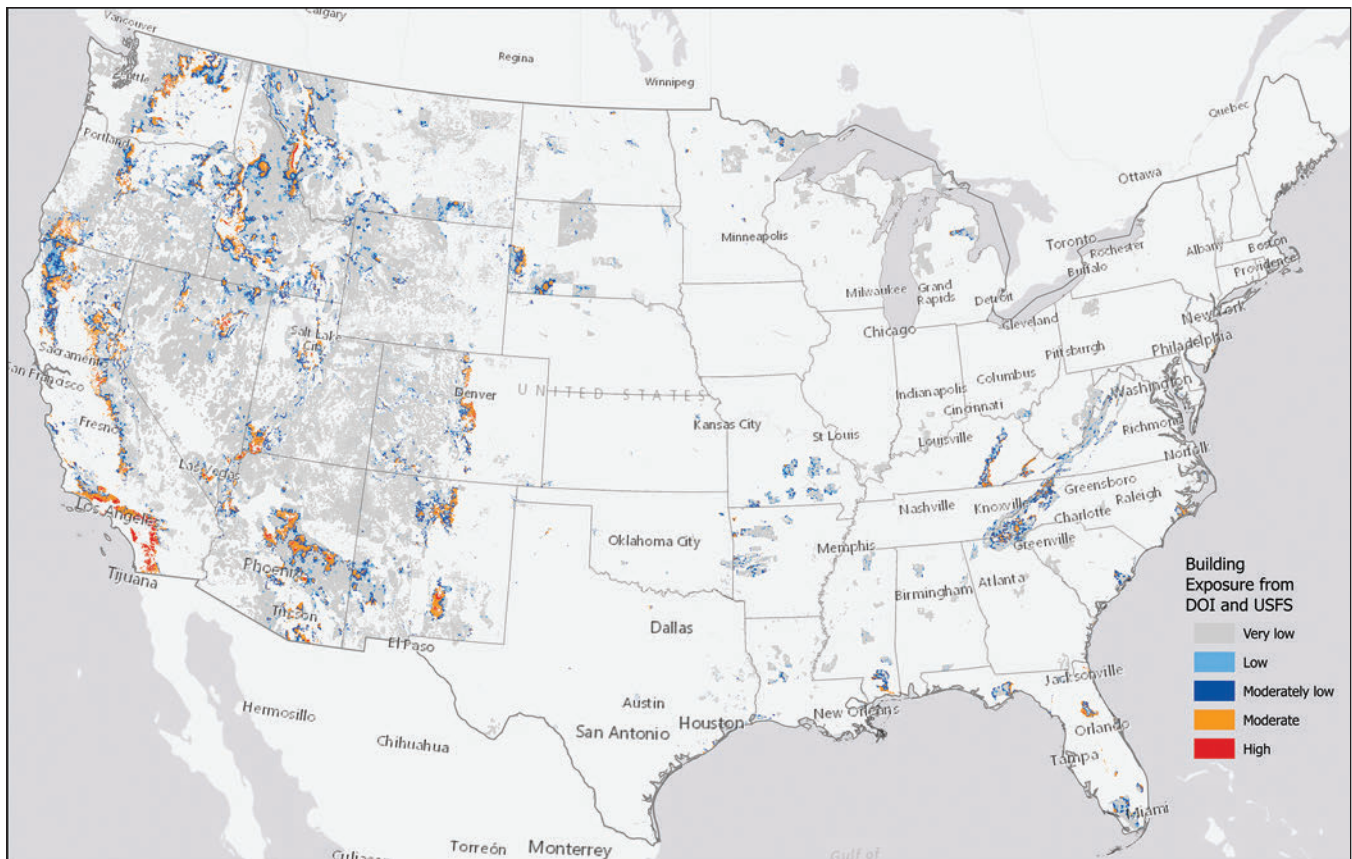 Vancouver
Calgary
Regina
Winnipeg
Seattle
Quebec
Portland
Ottawa
Minneapolis
Toronto
Rochester
Albany
Boston
Buffalo
Providence
Milwaukee
Grand
Rapids
Detroit
New York
Chicago
Cleveland
Salt Lake
City
Sacramento
San Francisco
Pittsburgh
Philadelphia
Denver
UNITED STATES
Indianapolis
Columbus
Washington
Cincinnati
Kansas City
St Louis
Richmond
Fresno
Louisville
Norfolk
Las Vegas
Greensboro
Nashville
Knoxville
Raleigh
Los Angeles
Charlotte
Oklahoma City
Memphis
Greenville
Phoenix
Tijuana
Birmingham
Atlanta
Tucson
Dallas
El Paso
Building
Exposure from
DOI and USFS
Very low
Low
Moderately low
Moderate
High
Jacksonville
Austin
New Orleans
Hermosillo
Houston
San Antonio
Orlando
Chihuahua
Tampa
Miami
Torreón
Monterrey
Gulf of